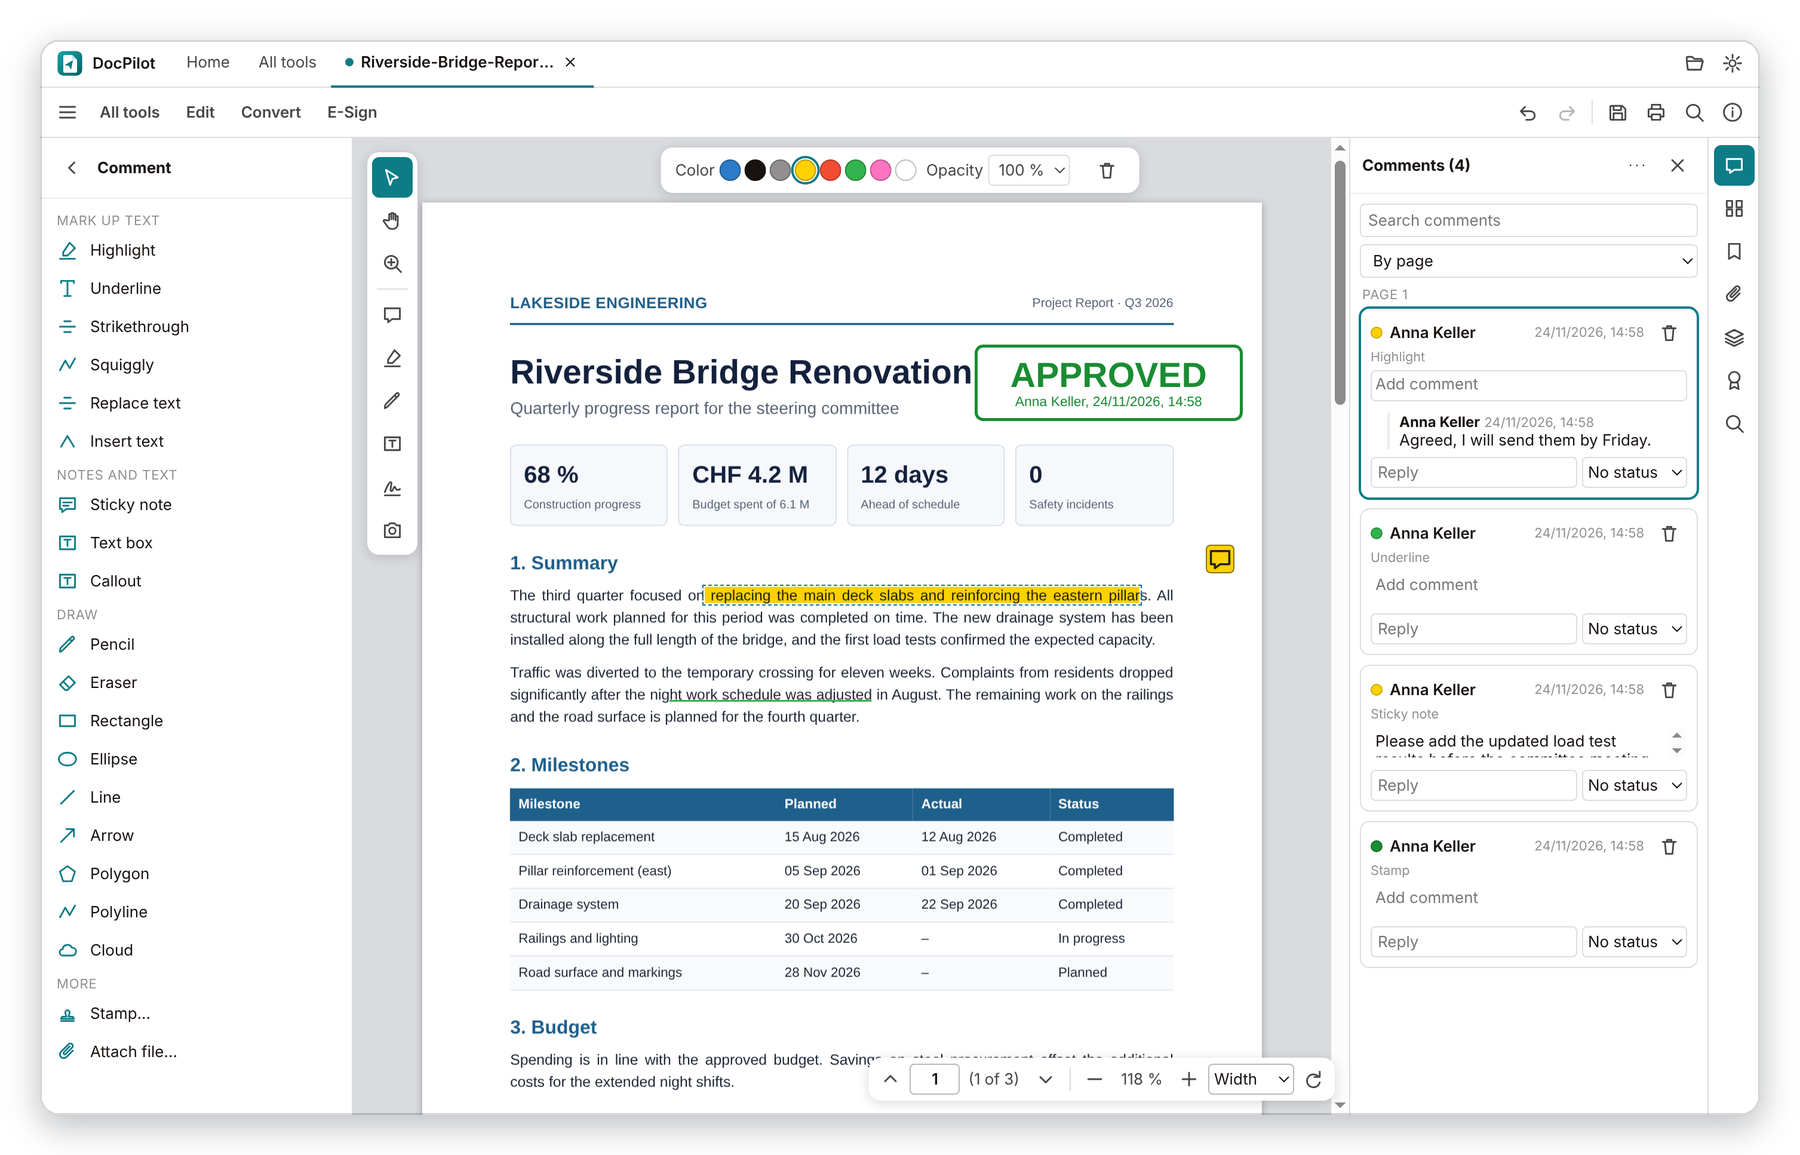 DocPilot
Home
All tools
Riverside-Bridge-Repor...
All tools
Edit
Convert
E-Sign
Comment
MARK UP TEXT
Highlight
Underline
Strikethrough
Squiggly
Replace text
Insert text
NOTES AND TEXT
Sticky note
Text box
Callout
DRAW
Pencil
Eraser
Rectangle
Ellipse
Line
Arrow
Polygon
Polyline
Cloud
MORE
Stamp...
Attach file...
Color
Opacity
100 %
LAKESIDE ENGINEERING
Project Report · Q3 2026
Riverside Bridge Renovation
Quarterly progress report for the steering committee
APPROVED
Anna Keller, 24/11/2026, 14:58
68 %
Construction progress
CHF 4.2 M
Budget spent of 6.1 M
12 days
Ahead of schedule
0
Safety incidents
1. Summary
The third quarter focused on replacing the main deck slabs and reinforcing the eastern pillars. All
structural work planned for this period was completed on time. The new drainage system has been
installed along the full length of the bridge, and the first load tests confirmed the expected capacity.
Traffic was diverted to the temporary crossing for eleven weeks. Complaints from residents dropped
significantly after the night work schedule was adjusted in August. The remaining work on the railings
and the road surface is planned for the fourth quarter.
2. Milestones
Milestone Planned Actual Status
Deck slab replacement 15 Aug 2026 12 Aug 2026 Completed
Pillar reinforcement (east) 05 Sep 2026 01 Sep 2026 Completed
Drainage system 20 Sep 2026 22 Sep 2026 Completed
Railings and lighting 30 Oct 2026 – In progress
Road surface and markings 28 Nov 2026 – Planned
3. Budget
Spending is in line with the approved budget. Savings on steel procurement offset the additional
costs for the extended night shifts.
1
(1 of 3)
118 %
Width
Comments (4)
Search comments
By page
PAGE 1
Anna Keller 24/11/2026, 14:58
Highlight
Add comment
Anna Keller 24/11/2026, 14:58
Agreed, I will send them by Friday.
Reply
No status
Anna Keller 24/11/2026, 14:58
Underline
Add comment
Reply
No status
Anna Keller 24/11/2026, 14:58
Sticky note
Please add the updated load test
results before the committee meeting
Reply
No status
Anna Keller 24/11/2026, 14:58
Stamp
Add comment
Reply
No status